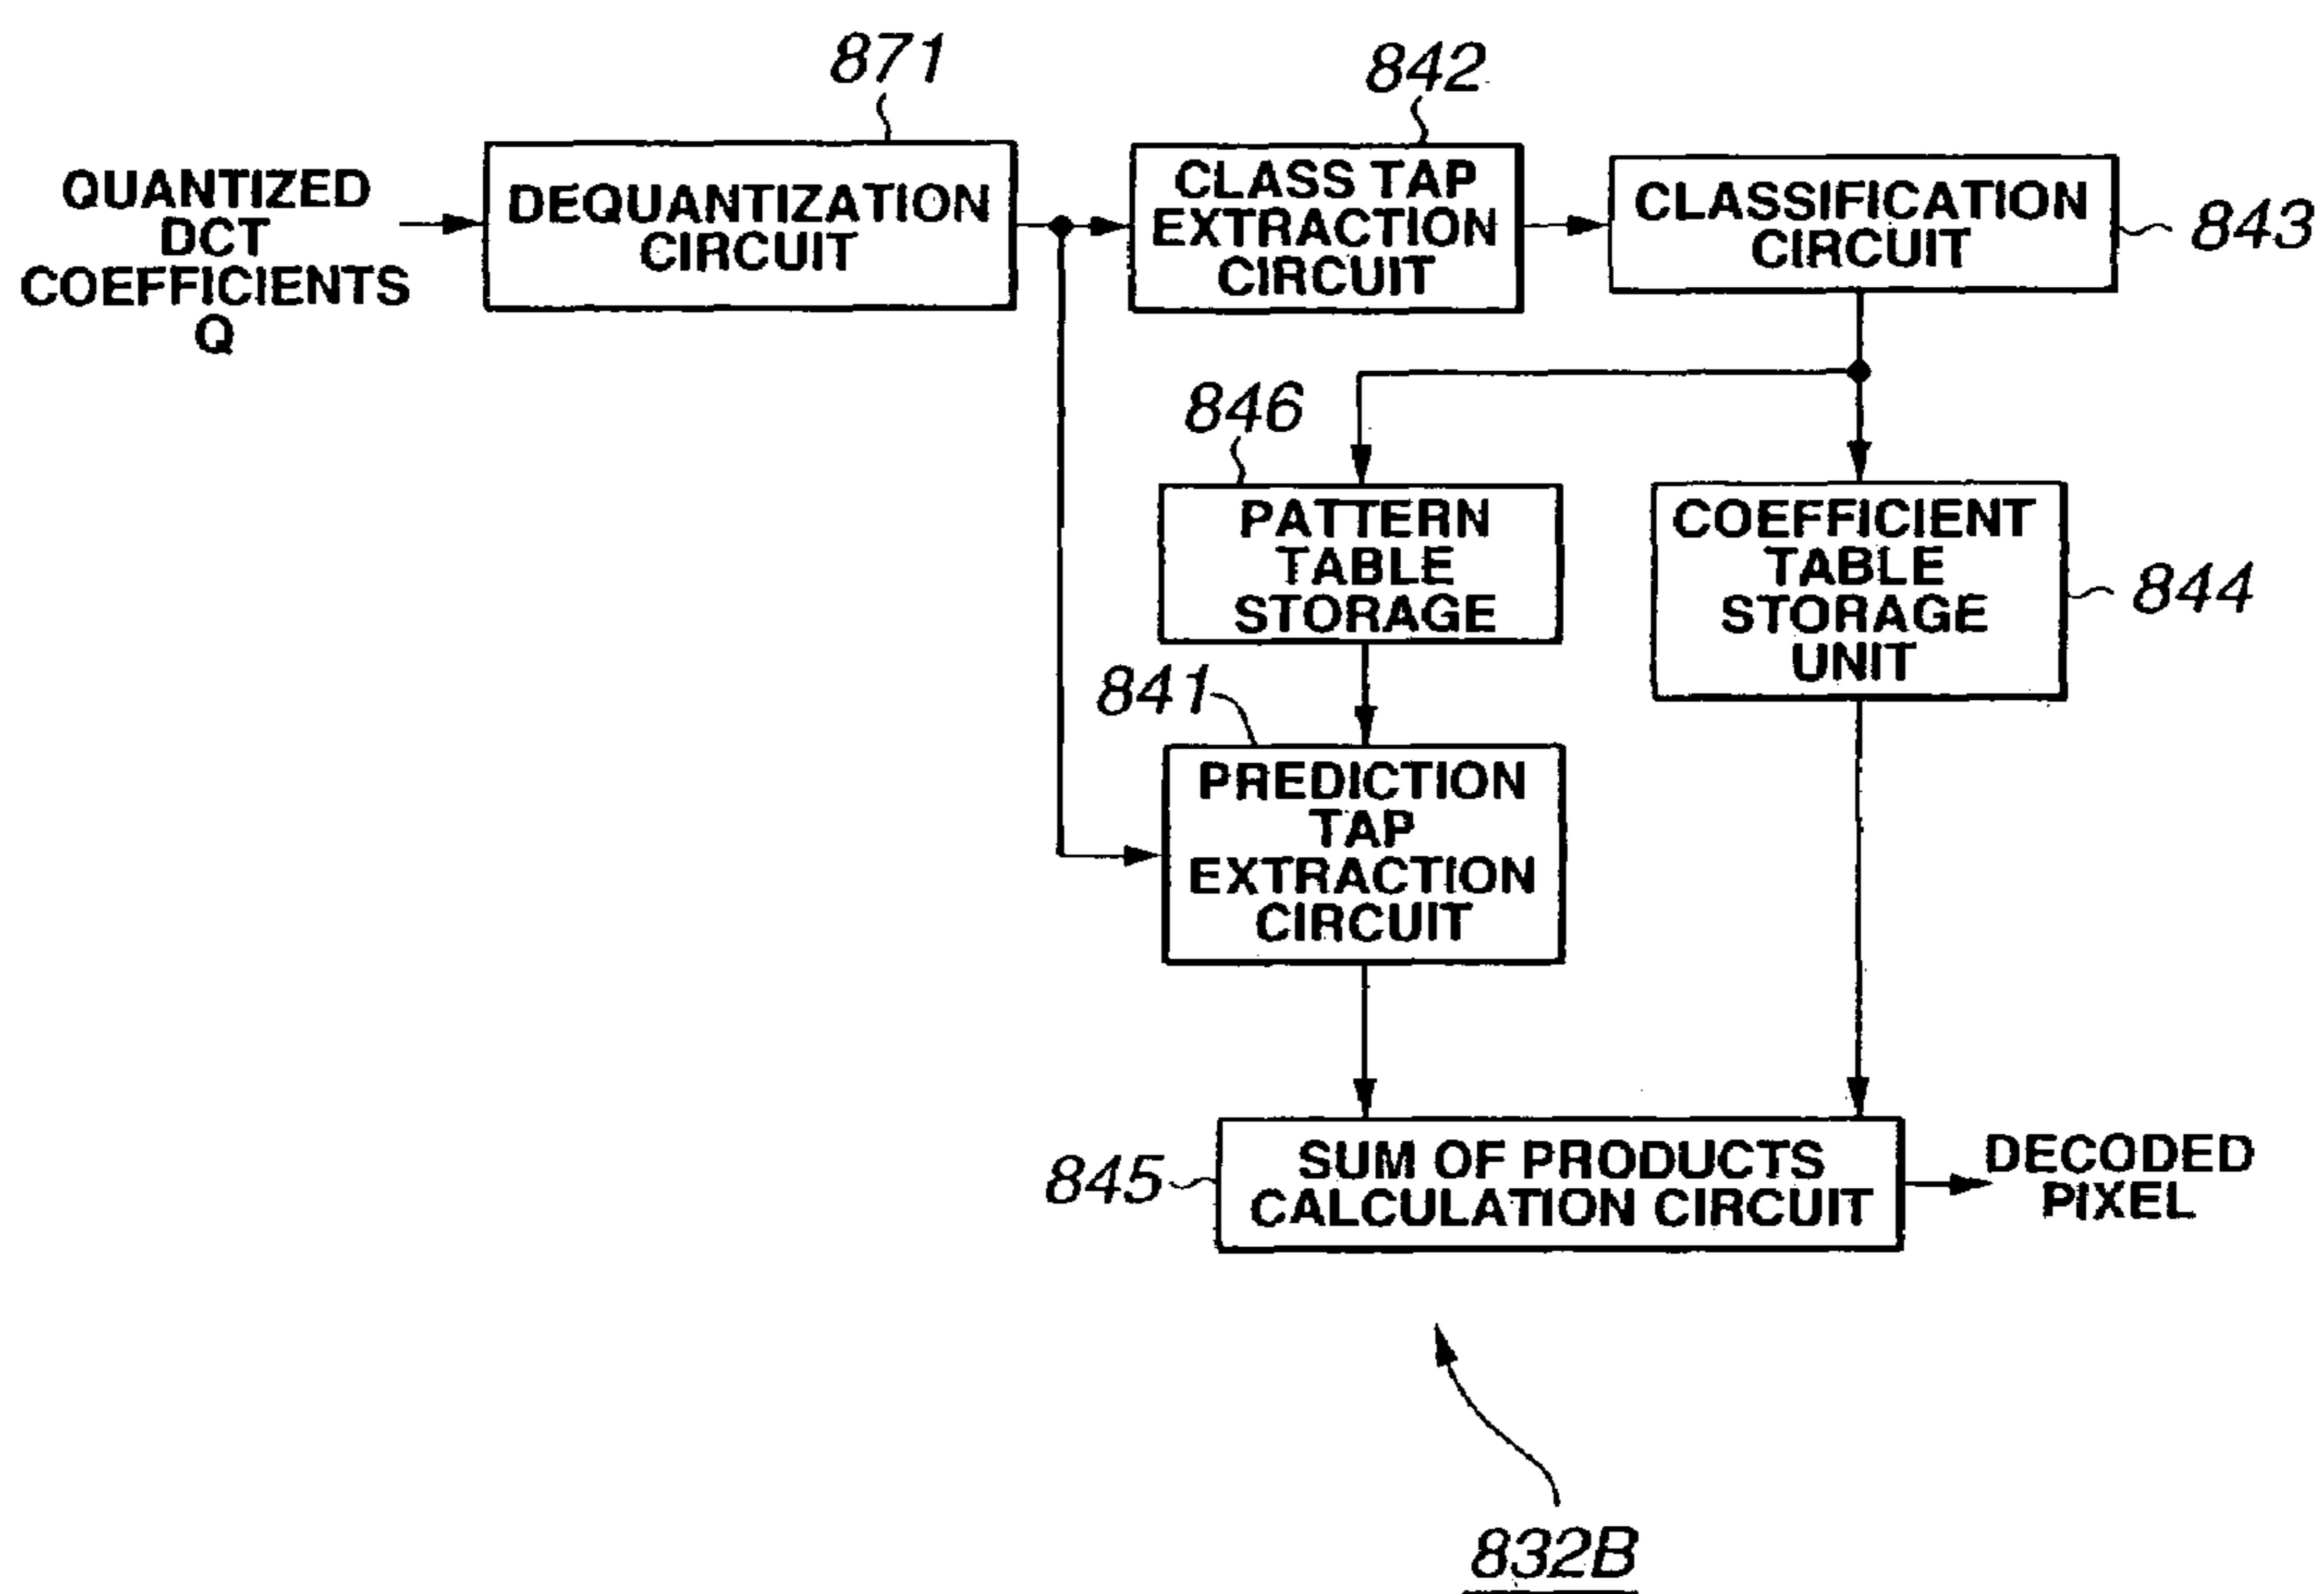 871
842
QUANTIZED
DCT
COEFFICIENTS
Q
DEQUANTIZATION
CIRCUIT
CLASS TAP
EXTRACTION
CIRCUIT
CLASSIFICATION
CIRCUIT
843
846
PATTERN
TABLE
STORAGE
COEFFICIENT
TABLE
STORAGE
UNIT
844
841
PREDICTION
TAP
EXTRACTION
CIRCUIT
845
SUM OF PRODUCTS
CALCULATION CIRCUIT
DECODED
PIXEL
832B